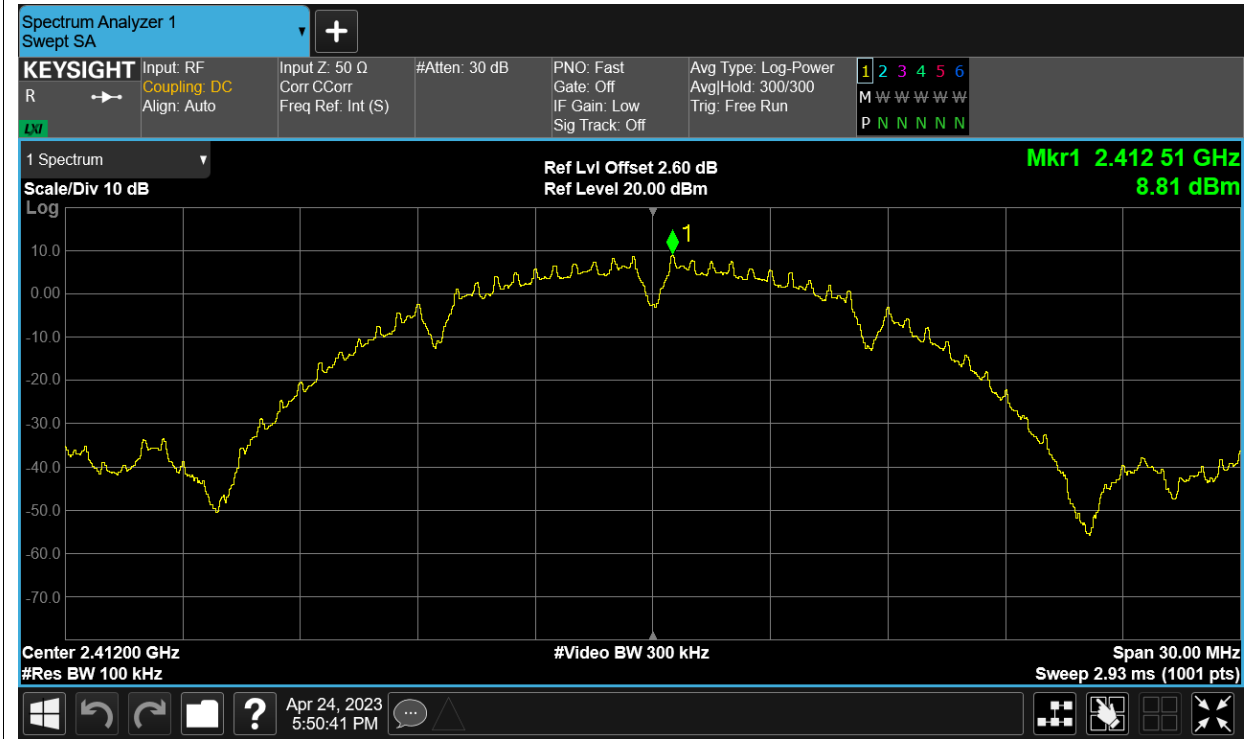 Spectrum Analyzer 1
Swept SA
▼
+
KEYSIGHT
R
LXI
Input: RF
Coupling: DC
Align: Auto
Input Z: 50 Ω
Corr CCorr
Freq Ref: Int (S)
#Atten: 30 dB
PNO: Fast
Gate: Off
IF Gain: Low
Sig Track: Off
Avg Type: Log-Power
Avg|Hold: 300/300
Trig: Free Run
1 2 3 4 5 6
M W W W W W W
P N N N N N N
1 Spectrum ▼
Scale/Div 10 dB
Log
Ref Lvl Offset 2.60 dB
Ref Level 20.00 dBm
Mkr1 2.412 51 GHz
8.81 dBm
1
10.0
0.00
-10.0
-20.0
-30.0
-40.0
-50.0
-60.0
-70.0
Center 2.41200 GHz
#Res BW 100 kHz
#Video BW 300 kHz
Span 30.00 MHz
Sweep 2.93 ms (1001 pts)
?
Apr 24, 2023
5:50:41 PM